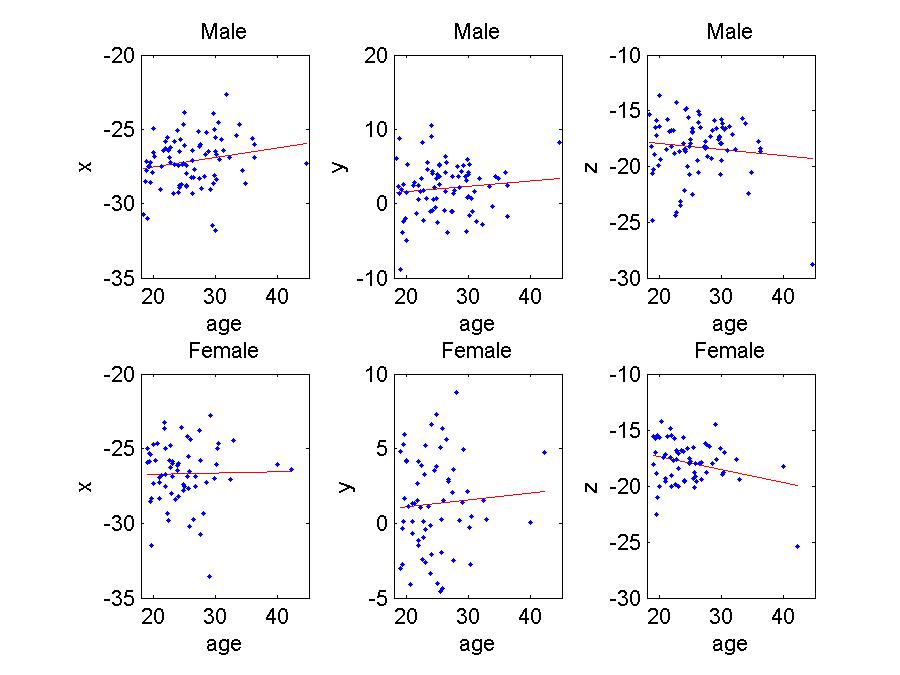 Male Male Male
-20 20 -10
-25 10 -15
x y z
-30 0 -20
-25
-35 -10 -30
20 30 40 20 30 40 20 30 40
age age age
Female Female Female
-20 10 -10
-25 5 -15
x y z
-30 0 -20
-25
-35 -5 -30
20 30 40 20 30 40 20 30 40
age age age